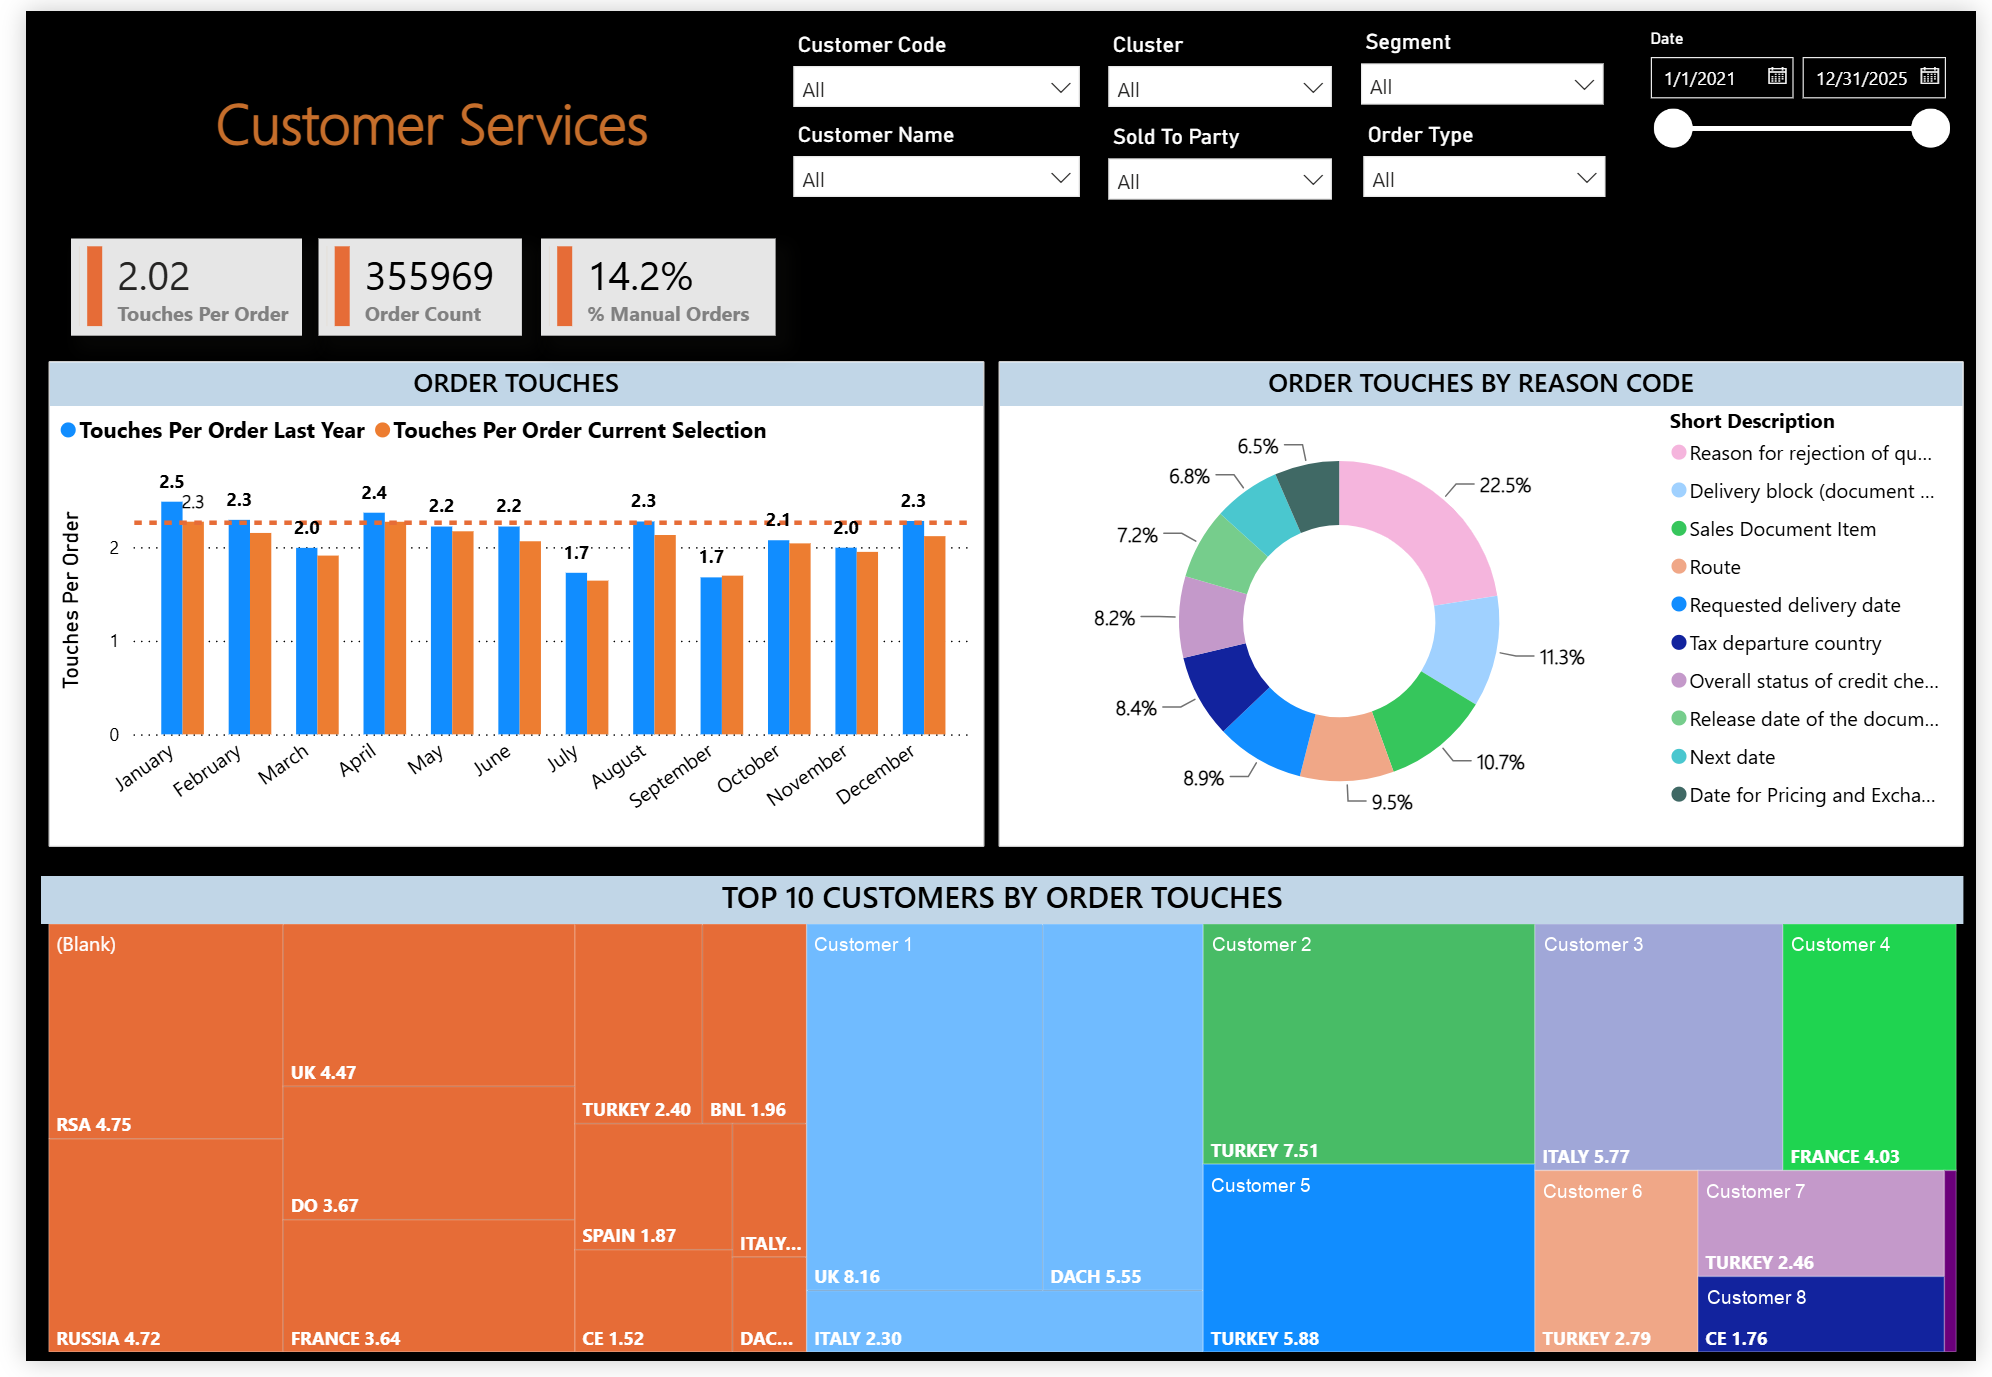 Customer Services
Customer Code
All
Cluster
All
Segment
All
Date
1/1/2021
12/31/2025
Customer Name
All
Sold To Party
All
Order Type
All
2.02
Touches Per Order
355969
Order Count
14.2%
% Manual Orders
ORDER TOUCHES
Touches Per Order Last Year
Touches Per Order Current Selection
Touches Per Order
2
1
0
2.5
2.3
2.3
2.0
2.4
2.2
2.2
1.7
2.3
1.7
2.1
2.0
2.3
January
February
March
April
May
June
July
August
September
October
November
December
ORDER TOUCHES BY REASON CODE
22.5%
11.3%
10.7%
9.5%
8.9%
8.4%
8.2%
7.2%
6.8%
6.5%
Short Description
Reason for rejection of qu...
Delivery block (document ...
Sales Document Item
Route
Requested delivery date
Tax departure country
Overall status of credit che...
Release date of the docum...
Next date
Date for Pricing and Excha...
TOP 10 CUSTOMERS BY ORDER TOUCHES
(Blank)
RSA 4.75
RUSSIA 4.72
UK 4.47
DO 3.67
FRANCE 3.64
TURKEY 2.40
BNL 1.96
SPAIN 1.87
CE 1.52
ITALY...
DAC...
Customer 1
UK 8.16
DACH 5.55
ITALY 2.30
Customer 2
TURKEY 7.51
Customer 5
TURKEY 5.88
Customer 3
ITALY 5.77
Customer 4
FRANCE 4.03
Customer 6
TURKEY 2.79
Customer 7
TURKEY 2.46
Customer 8
CE 1.76